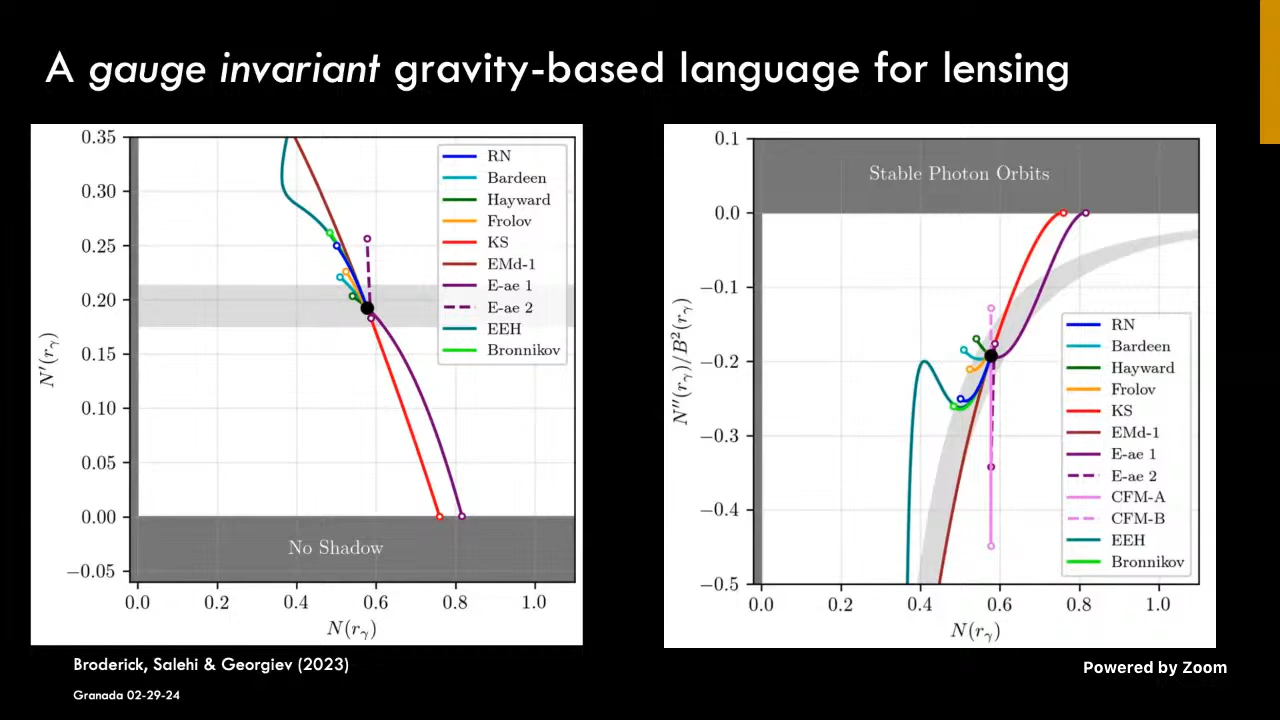 A gauge invariant gravity-based language for lensing
0.35
0.30
0.25
0.20
0.15
0.10
0.05
0.00
−0.05
N′(rγ)
RN
Bardeen
Hayward
Frolov
KS
EMd-1
E-ae 1
E-ae 2
EEH
Bronnikov
No Shadow
0.0 0.2 0.4 0.6 0.8 1.0
N(rγ)
0.1
0.0
−0.1
−0.2
−0.3
−0.4
−0.5
N″(rγ)/B²(rγ)
Stable Photon Orbits
RN
Bardeen
Hayward
Frolov
KS
EMd-1
E-ae 1
E-ae 2
CFM-A
CFM-B
EEH
Bronnikov
0.0 0.2 0.4 0.6 0.8 1.0
N(rγ)
Broderick, Salehi & Georgiev (2023)
Granada 02-29-24
Powered by Zoom